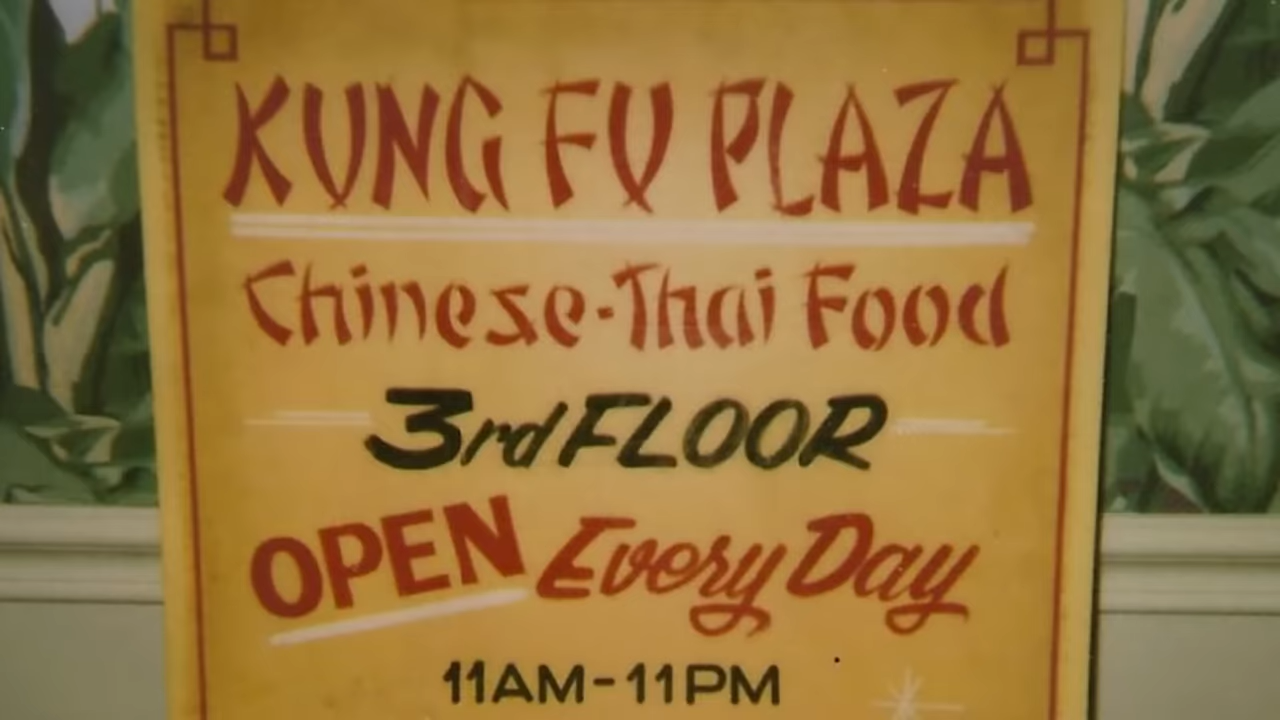 KUNG FU PLAZA
Chinese-Thai Food
3rd FLOOR
OPEN Every Day
11AM-11PM